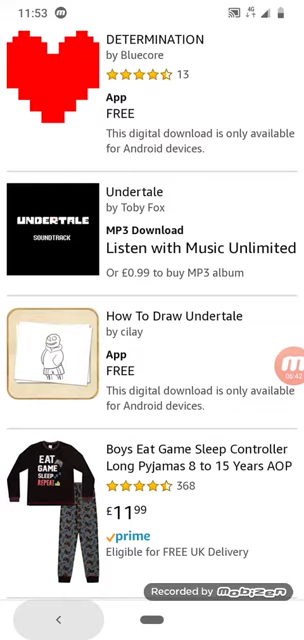 11:53
4G
DETERMINATION
by Bluecore
13
App
FREE
This digital download is only available
for Android devices.
UNDERTALE
SOUNDTRACK
Undertale
by Toby Fox
MP3 Download
Listen with Music Unlimited
Or £0.99 to buy MP3 album
How To Draw Undertale
by cilay
App
FREE
This digital download is only available
for Android devices.
m
06:42
EAT
GAME
SLEEP
REPEAT
Boys Eat Game Sleep Controller
Long Pyjamas 8 to 15 Years AOP
368
£11.99
prime
Eligible for FREE UK Delivery
Recorded by mobizen